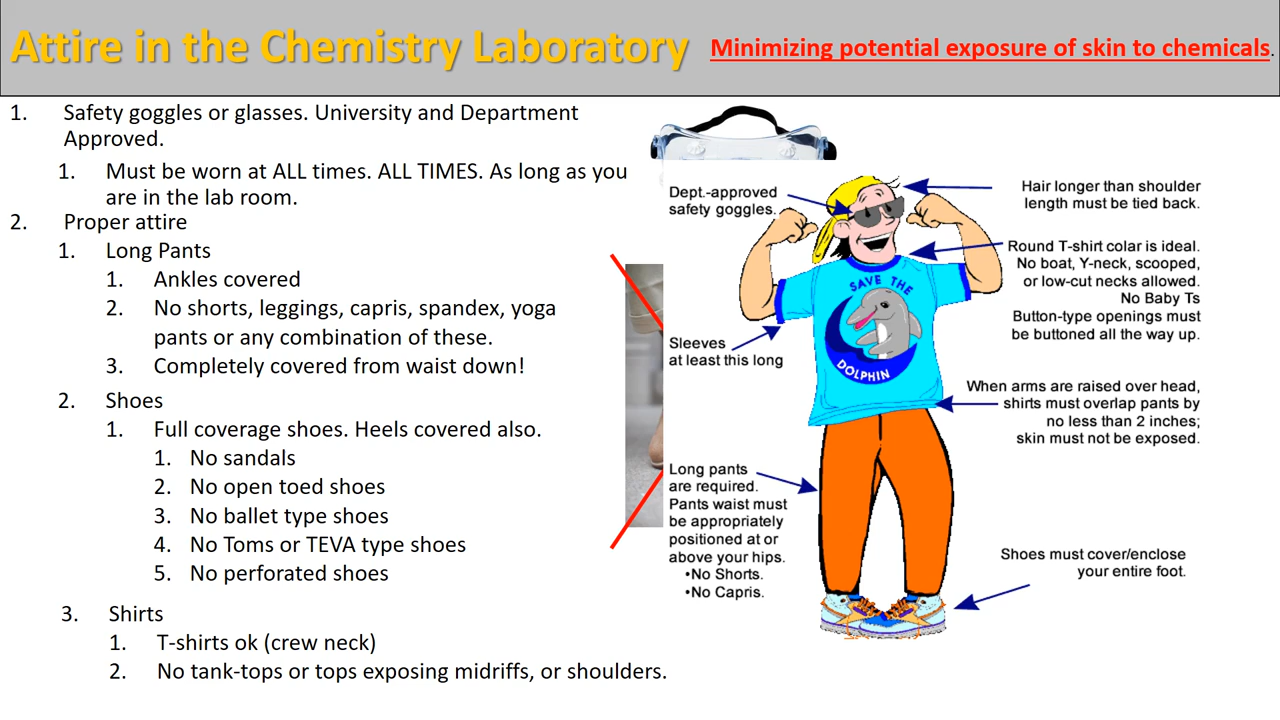 Attire in the Chemistry Laboratory
Minimizing potential exposure of skin to chemicals.
1. Safety goggles or glasses. University and Department
Approved.
1. Must be worn at ALL times. ALL TIMES. As long as you
are in the lab room.
2. Proper attire
1. Long Pants
1. Ankles covered
2. No shorts, leggings, capris, spandex, yoga
pants or any combination of these.
3. Completely covered from waist down!
2. Shoes
1. Full coverage shoes. Heels covered also.
1. No sandals
2. No open toed shoes
3. No ballet type shoes
4. No Toms or TEVA type shoes
5. No perforated shoes
3. Shirts
1. T-shirts ok (crew neck)
2. No tank-tops or tops exposing midriffs, or shoulders.
Dept.-approved
safety goggles.
Sleeves
at least this long
Long pants
are required.
Pants waist must
be appropriately
positioned at or
above your hips.
•No Shorts.
•No Capris.
SAVE THE
DOLPHIN
Hair longer than shoulder
length must be tied back.
Round T-shirt colar is ideal.
No boat, Y-neck, scooped,
or low-cut necks allowed.
No Baby Ts
Button-type openings must
be buttoned all the way up.
When arms are raised over head,
shirts must overlap pants by
no less than 2 inches;
skin must not be exposed.
Shoes must cover/enclose
your entire foot.